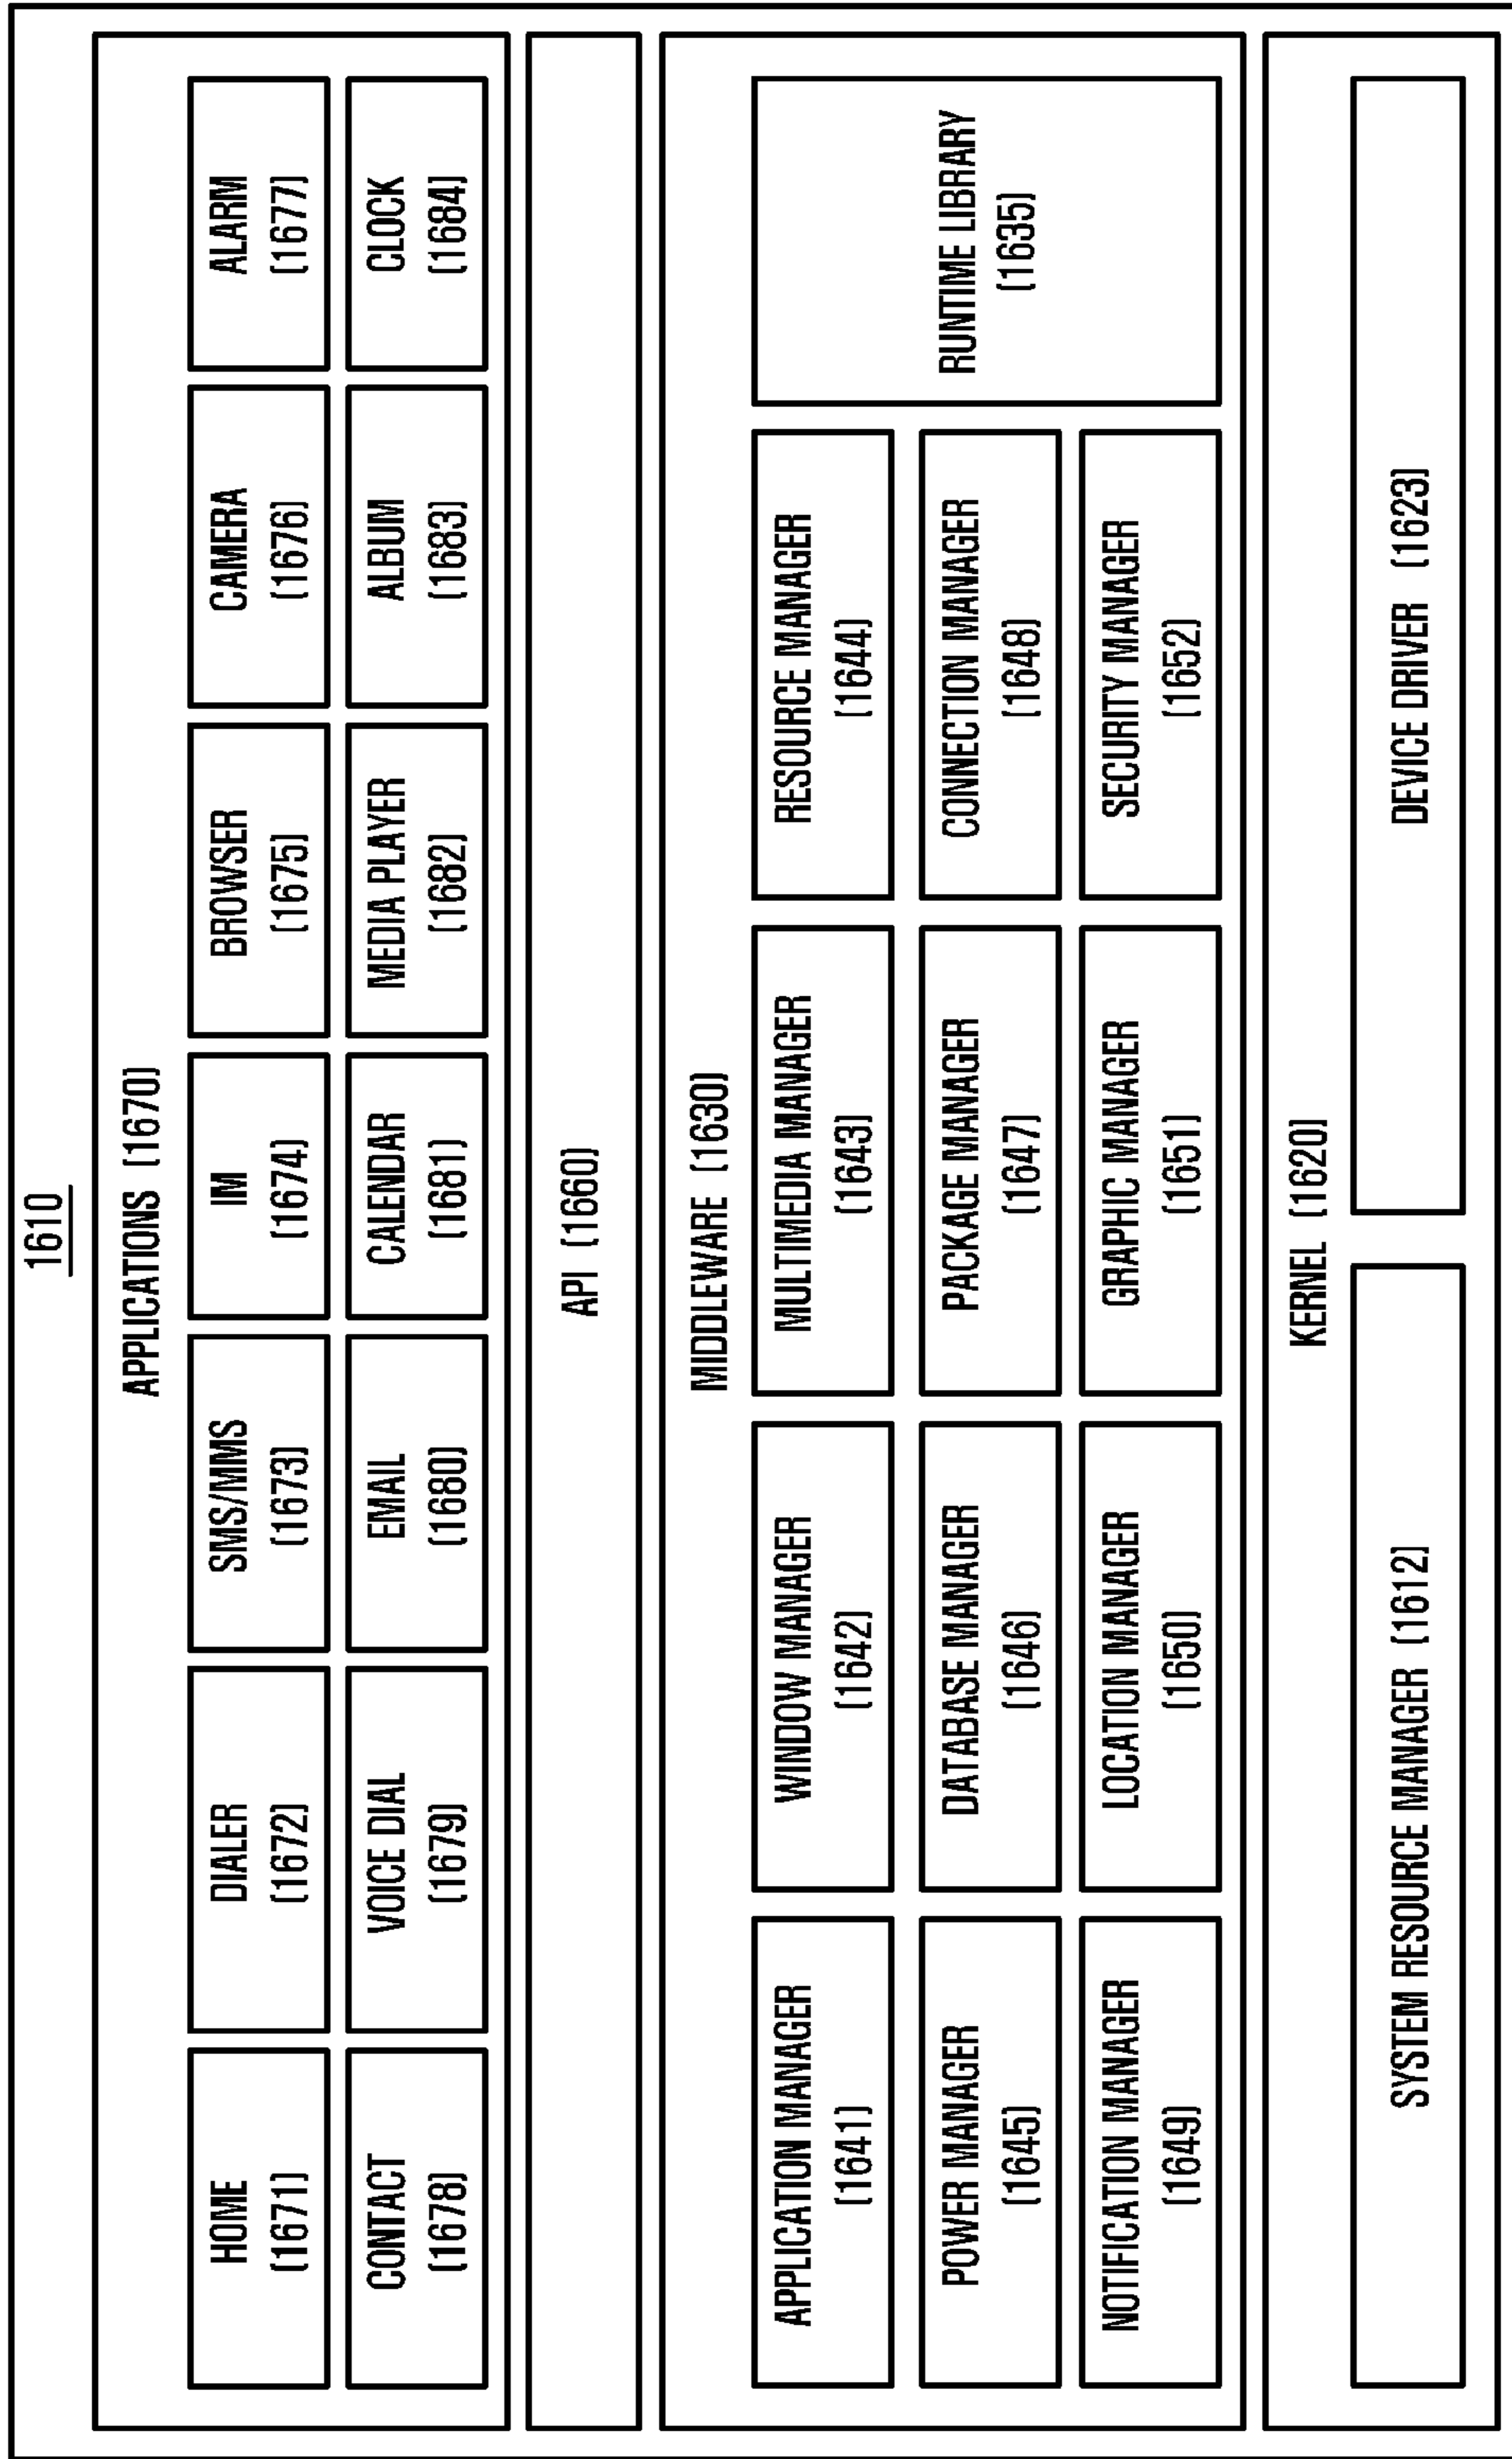 1610
APPLICATIONS (1670)
HOME
(1671)
DIALER
(1672)
SMS/MMS
(1673)
IM
(1674)
BROWSER
(1675)
CAMERA
(1676)
ALARM
(1677)
CONTACT
(1678)
VOICE DIAL
(1679)
EMAIL
(1680)
CALENDAR
(1681)
MEDIA PLAYER
(1682)
ALBUM
(1683)
CLOCK
(1684)
API (1660)
MIDDLEWARE (1630)
APPLICATION MANAGER
(1641)
WINDOW MANAGER
(1642)
MULTIMEDIA MANAGER
(1643)
RESOURCE MANAGER
(1644)
POWER MANAGER
(1645)
DATABASE MANAGER
(1646)
PACKAGE MANAGER
(1647)
CONNECTION MANAGER
(1648)
NOTIFICATION MANAGER
(1649)
LOCATION MANAGER
(1650)
GRAPHIC MANAGER
(1651)
SECURITY MANAGER
(1652)
RUNTIME LIBRARY
(1635)
KERNEL (1620)
SYSTEM RESOURCE MANAGER (1612)
DEVICE DRIVER (1623)